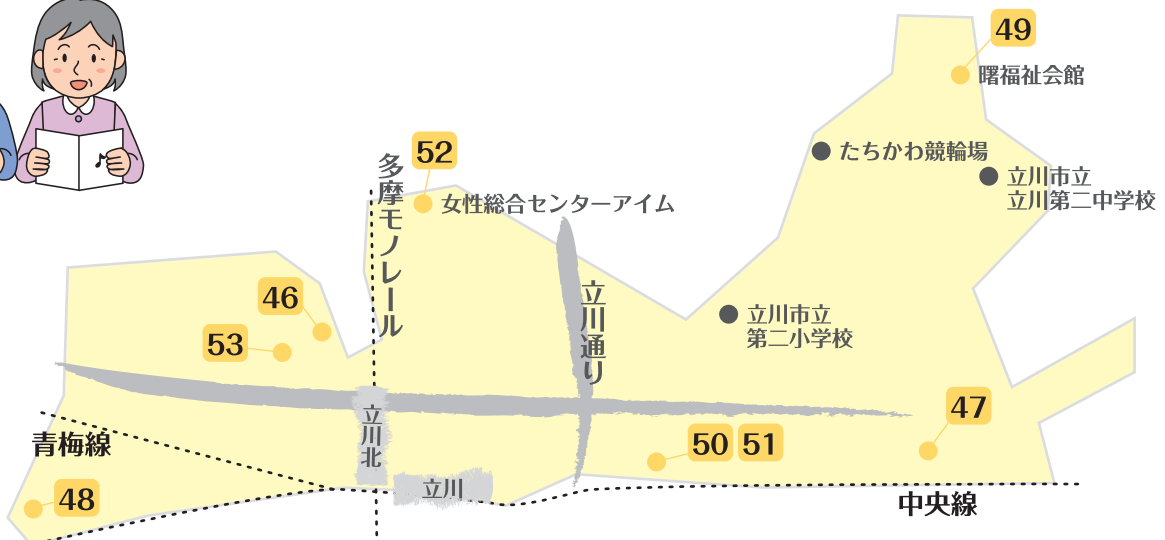 49
曙福祉会館
52
多摩モノレール
女性総合センターアイム
たちかわ競輪場
立川市立
立川第二中学校
46
53
立川通り
立川市立
第二小学校
47
50
51
立川北
青梅線
48
立川
中央線